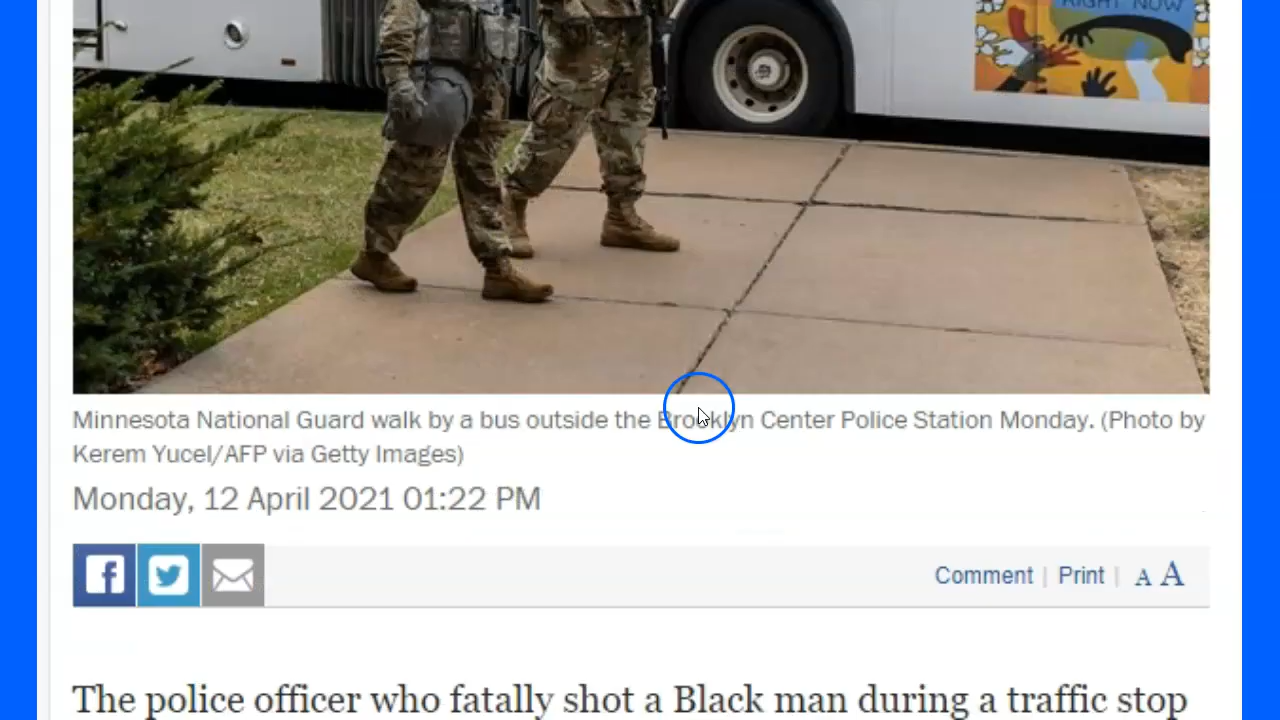 RIGHT NOW
Minnesota National Guard walk by a bus outside the Brooklyn Center Police Station Monday. (Photo by
Kerem Yucel/AFP via Getty Images)
Monday, 12 April 2021 01:22 PM
Comment | Print | A A
The police officer who fatally shot a Black man during a traffic stop